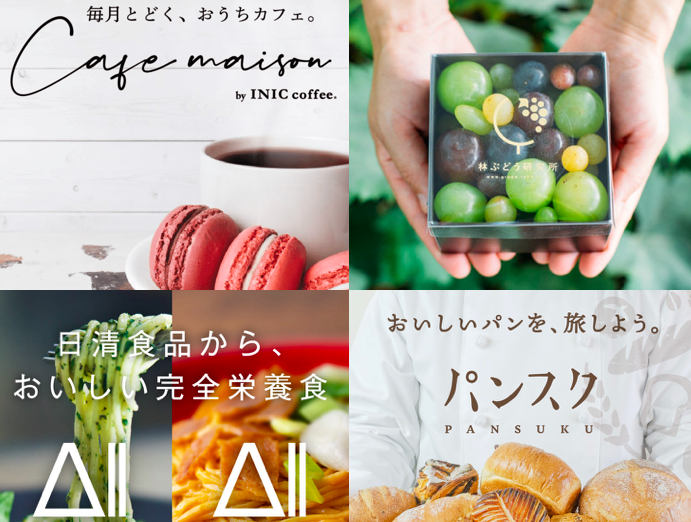 毎月とどく、おうちカフェ。
Cafe maison
by INIC coffee.
林ぶどう研究所
日清食品から、
おいしい完全栄養食
All
All
おいしいパンを、旅しよう。
パンスク
PANSUKU